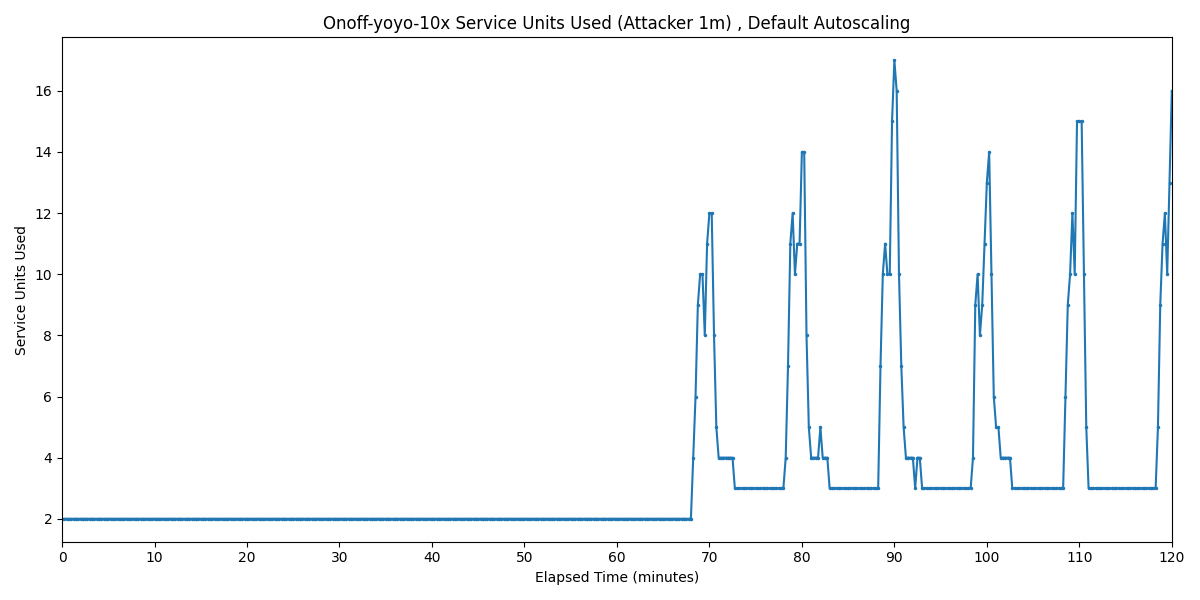 Onoff-yoyo-10x Service Units Used (Attacker 1m) , Default Autoscaling
Service Units Used
16
14
12
10
8
6
4
2
0 10 20 30 40 50 60 70 80 90 100 110 120
Elapsed Time (minutes)